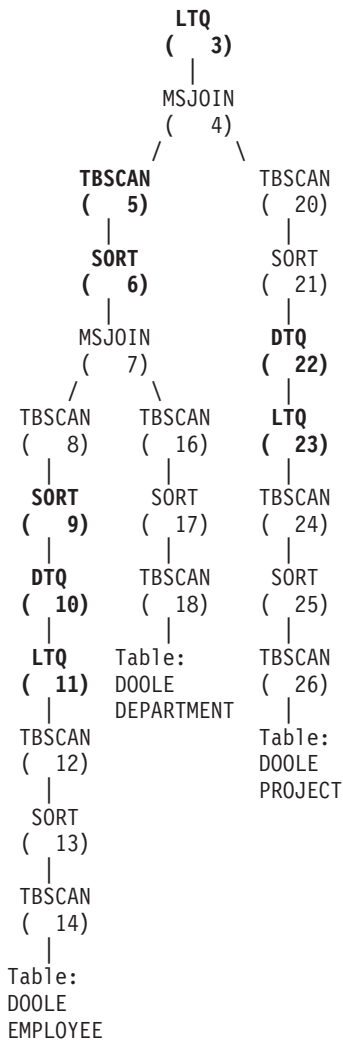 LTQ
( 3)
|
MSJOIN
( 4)
/ \
TBSCAN TBSCAN
( 5) ( 20)
| |
SORT SORT
( 6) ( 21)
| |
MSJOIN DTQ
( 7) ( 22)
/ \ |
TBSCAN TBSCAN LTQ
( 8) ( 16) ( 23)
| | |
SORT SORT TBSCAN
( 9) ( 17) ( 24)
| | |
DTQ TBSCAN SORT
( 10) ( 18) ( 25)
| | |
LTQ Table: TBSCAN
( 11) DOOLE ( 26)
| DEPARTMENT |
TBSCAN Table:
( 12) DOOLE
| PROJECT
SORT
( 13)
|
TBSCAN
( 14)
|
Table:
DOOLE
EMPLOYEE